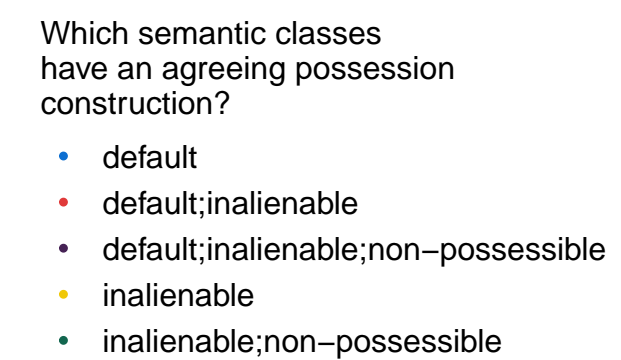 Which semantic classes
have an agreeing possession
construction?
default
default;inalienable
default;inalienable;non−possessible
inalienable
inalienable;non−possessible